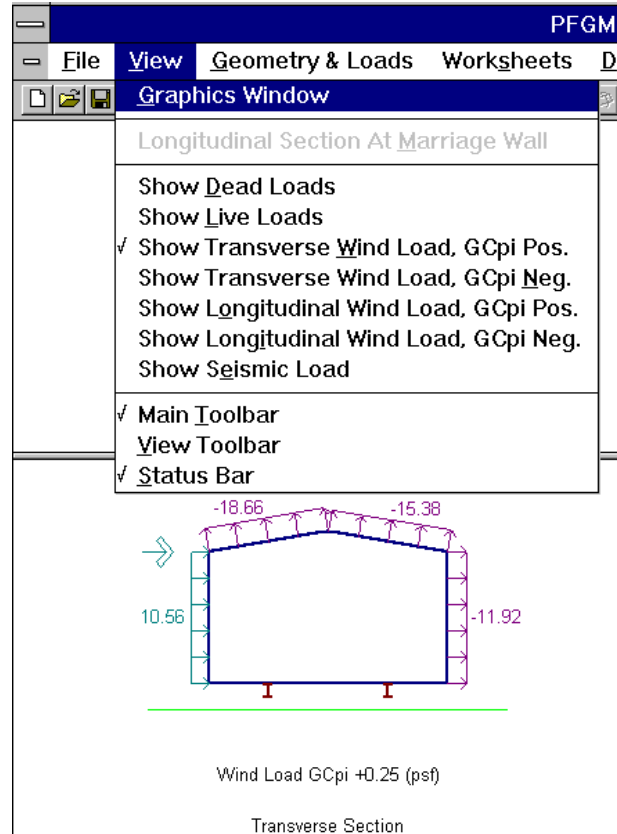 PFGM
File View Geometry & Loads Worksheets D
Graphics Window
Longitudinal Section At Marriage Wall
Show Dead Loads
Show Live Loads
√ Show Transverse Wind Load, GCpi Pos.
Show Transverse Wind Load, GCpi Neg.
Show Longitudinal Wind Load, GCpi Pos.
Show Longitudinal Wind Load, GCpi Neg.
Show Seismic Load
√ Main Toolbar
View Toolbar
√ Status Bar
-18.66 -15.38
10.56 -11.92
Wind Load GCpi +0.25 (psf)
Transverse Section